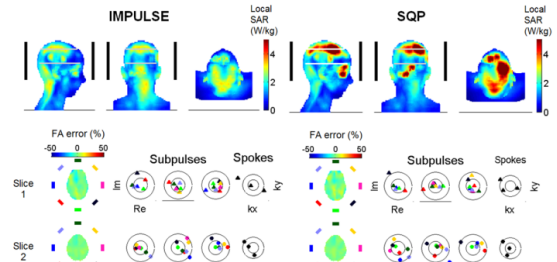 IMPULSE
Local
SAR
(W/kg)
4
2
0
SQP
Local
SAR
(W/kg)
4
2
0
FA error (%)
-50 0 50
Subpulses
Spokes
Slice
1
Im
Re
ky
kx
Slice
2
FA error (%)
-50 0 50
Subpulses
Spokes
Im
Re
ky
kx